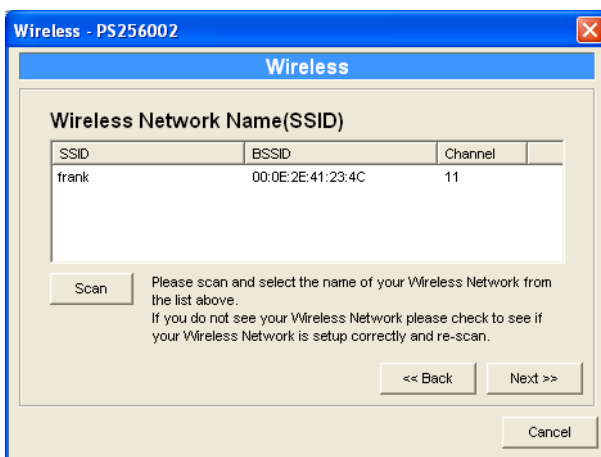 Wireless - PS256002
Wireless
Wireless Network Name(SSID)
SSID BSSID Channel
frank 00:0E:2E:41:23:4C 11
Scan
Please scan and select the name of your Wireless Network from
the list above.
If you do not see your Wireless Network please check to see if
your Wireless Network is setup correctly and re-scan.
<< Back Next >>
Cancel